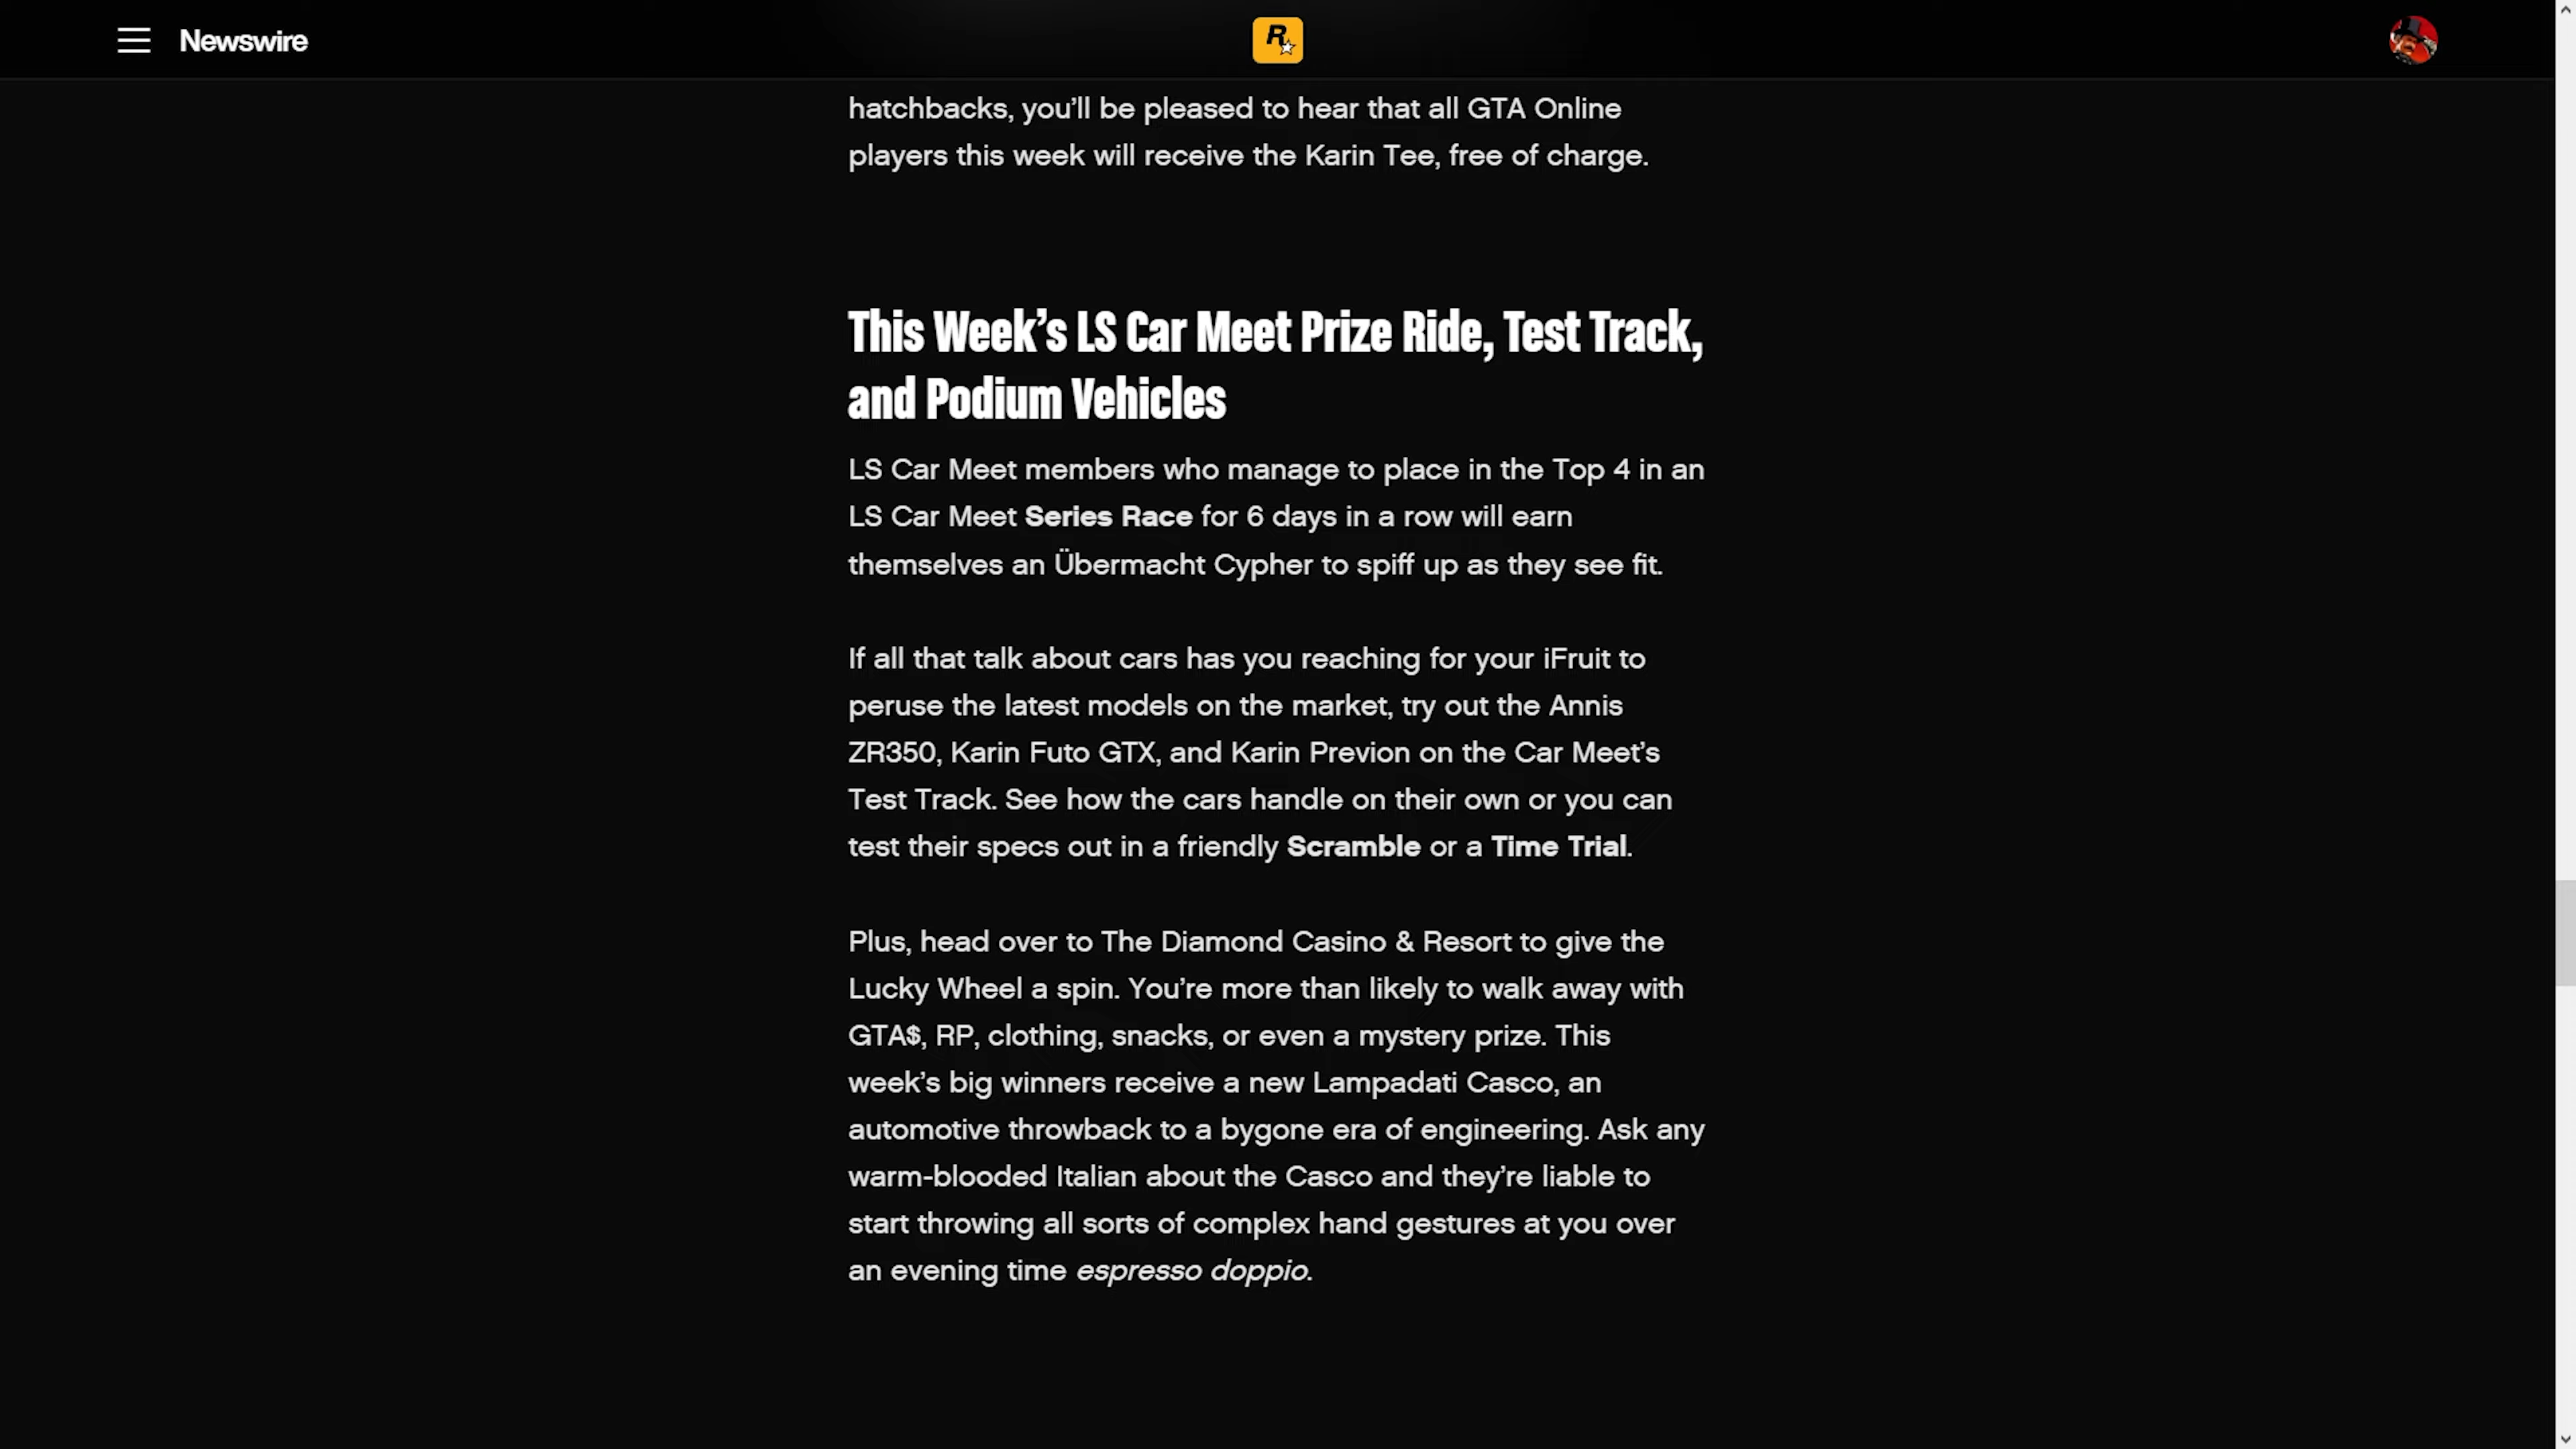 Newswire
R
hatchbacks, you’ll be pleased to hear that all GTA Online
players this week will receive the Karin Tee, free of charge.
This Week’s LS Car Meet Prize Ride, Test Track,
and Podium Vehicles
LS Car Meet members who manage to place in the Top 4 in an
LS Car Meet Series Race for 6 days in a row will earn
themselves an Übermacht Cypher to spiff up as they see fit.
If all that talk about cars has you reaching for your iFruit to
peruse the latest models on the market, try out the Annis
ZR350, Karin Futo GTX, and Karin Previon on the Car Meet’s
Test Track. See how the cars handle on their own or you can
test their specs out in a friendly Scramble or a Time Trial.
Plus, head over to The Diamond Casino & Resort to give the
Lucky Wheel a spin. You’re more than likely to walk away with
GTA$, RP, clothing, snacks, or even a mystery prize. This
week’s big winners receive a new Lampadati Casco, an
automotive throwback to a bygone era of engineering. Ask any
warm-blooded Italian about the Casco and they’re liable to
start throwing all sorts of complex hand gestures at you over
an evening time espresso doppio.